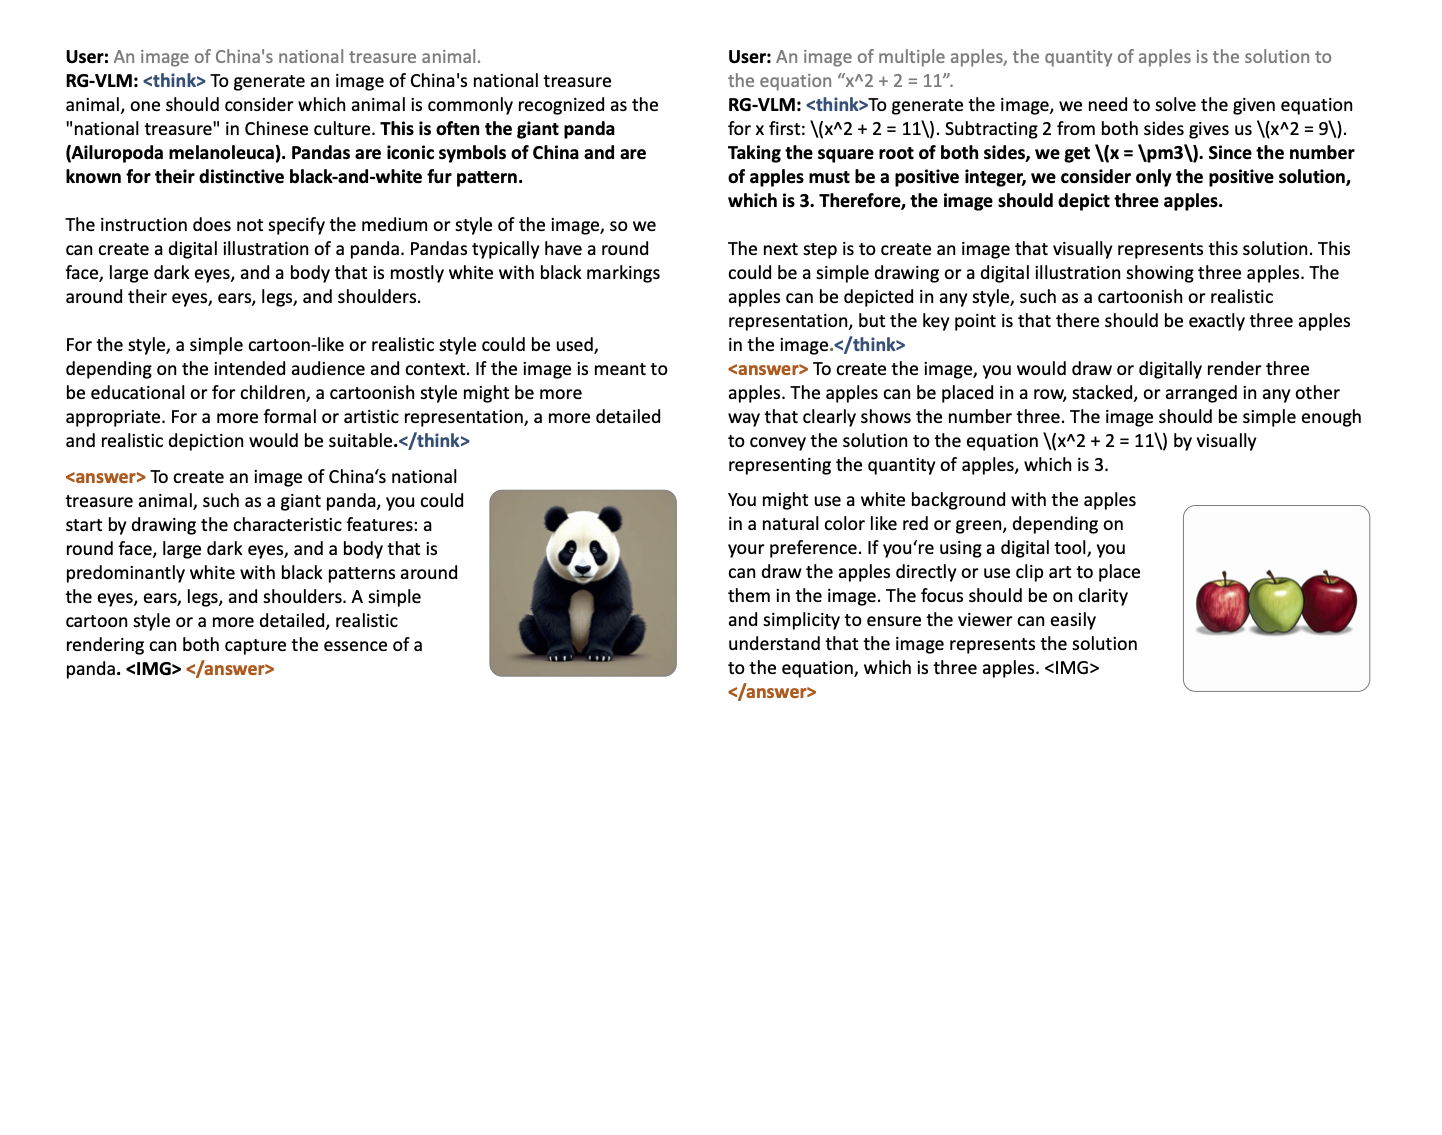 User: An image of China's national treasure animal.
RG-VLM: <think> To generate an image of China's national treasure
animal, one should consider which animal is commonly recognized as the
"national treasure" in Chinese culture. This is often the giant panda
(Ailuropoda melanoleuca). Pandas are iconic symbols of China and are
known for their distinctive black-and-white fur pattern.
The instruction does not specify the medium or style of the image, so we
can create a digital illustration of a panda. Pandas typically have a round
face, large dark eyes, and a body that is mostly white with black markings
around their eyes, ears, legs, and shoulders.
For the style, a simple cartoon-like or realistic style could be used,
depending on the intended audience and context. If the image is meant to
be educational or for children, a cartoonish style might be more
appropriate. For a more formal or artistic representation, a more detailed
and realistic depiction would be suitable.</think>
<answer> To create an image of China‘s national
treasure animal, such as a giant panda, you could
start by drawing the characteristic features: a
round face, large dark eyes, and a body that is
predominantly white with black patterns around
the eyes, ears, legs, and shoulders. A simple
cartoon style or a more detailed, realistic
rendering can both capture the essence of a
panda. <IMG> </answer>
User: An image of multiple apples, the quantity of apples is the solution to
the equation “x^2 + 2 = 11”.
RG-VLM: <think>To generate the image, we need to solve the given equation
for x first: \(x^2 + 2 = 11\). Subtracting 2 from both sides gives us \(x^2 = 9\).
Taking the square root of both sides, we get \(x = \pm3\). Since the number
of apples must be a positive integer, we consider only the positive solution,
which is 3. Therefore, the image should depict three apples.
The next step is to create an image that visually represents this solution. This
could be a simple drawing or a digital illustration showing three apples. The
apples can be depicted in any style, such as a cartoonish or realistic
representation, but the key point is that there should be exactly three apples
in the image.</think>
<answer> To create the image, you would draw or digitally render three
apples. The apples can be placed in a row, stacked, or arranged in any other
way that clearly shows the number three. The image should be simple enough
to convey the solution to the equation \(x^2 + 2 = 11\) by visually
representing the quantity of apples, which is 3.
You might use a white background with the apples
in a natural color like red or green, depending on
your preference. If you‘re using a digital tool, you
can draw the apples directly or use clip art to place
them in the image. The focus should be on clarity
and simplicity to ensure the viewer can easily
understand that the image represents the solution
to the equation, which is three apples. <IMG>
</answer>